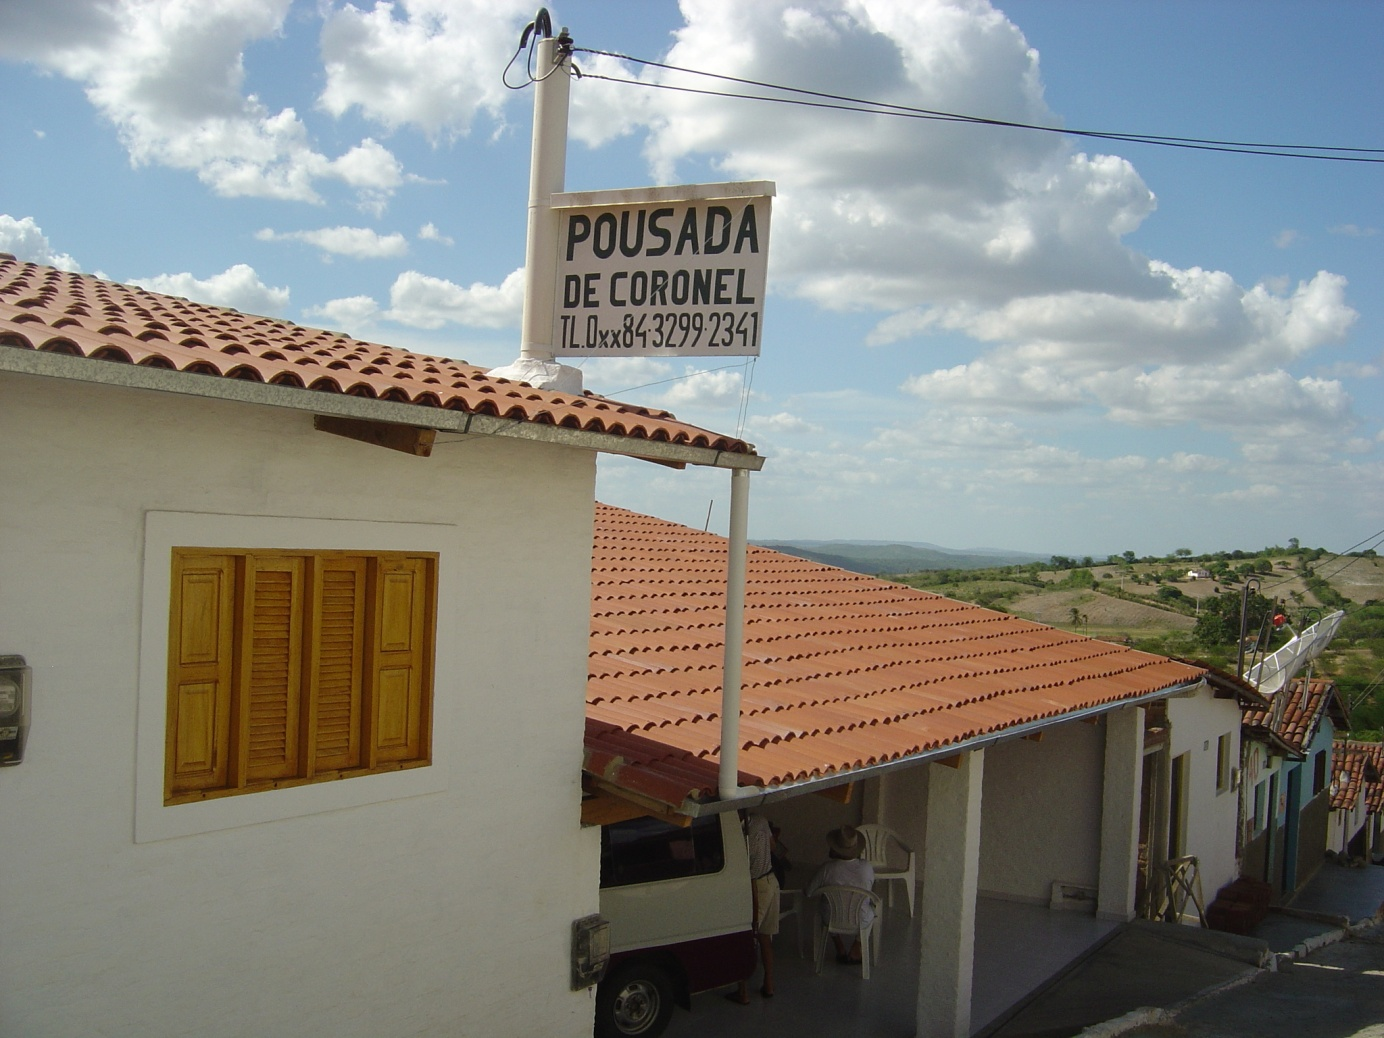 POUSADA
DE CORONEL
TL.0xx84·3299·2341